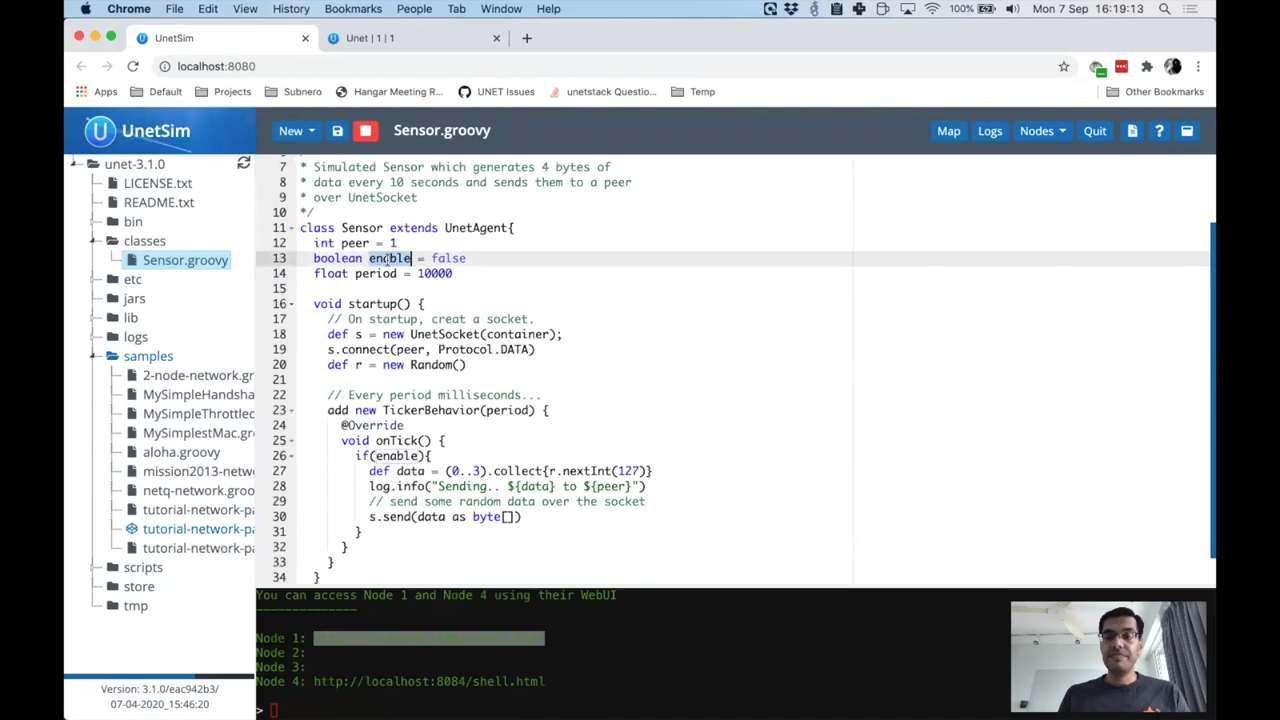 Chrome File Edit View History Bookmarks People Tab Window Help 100% Mon 7 Sep 16:19:13
UnetSim Unet | 1 | 1
localhost:8080
Apps Default Projects Subnero Hangar Meeting R... UNET Issues unetstack Questio... Temp Other Bookmarks
U UnetSim New Sensor.groovy Map Logs Nodes Quit ?
unet-3.1.0
LICENSE.txt
README.txt
bin
classes
Sensor.groovy
etc
jars
lib
logs
samples
2-node-network.gr
MySimpleHandsha
MySimpleThrottled
MySimplestMac.gr
aloha.groovy
mission2013-netw
netq-network.groo
tutorial-network-pa
tutorial-network-pa
tutorial-network-pa
scripts
store
tmp
Version: 3.1.0/eac942b3/
07-04-2020_15:46:20
7 * Simulated Sensor which generates 4 bytes of
8 * data every 10 seconds and sends them to a peer
9 * over UnetSocket
10 */
11 class Sensor extends UnetAgent{
12 int peer = 1
13 boolean enable = false
14 float period = 10000
15
16 void startup() {
17 // On startup, creat a socket.
18 def s = new UnetSocket(container);
19 s.connect(peer, Protocol.DATA)
20 def r = new Random()
21
22 // Every period milliseconds...
23 add new TickerBehavior(period) {
24 @Override
25 void onTick() {
26 if(enable){
27 def data = (0..3).collect{r.nextInt(127)}
28 log.info("Sending.. ${data} to ${peer}")
29 // send some random data over the socket
30 s.send(data as byte[])
31 }
32 }
33 }
34 }
You can access Node 1 and Node 4 using their WebUI
--------------
Node 1:
Node 2:
Node 3:
Node 4: http://localhost:8084/shell.html
>